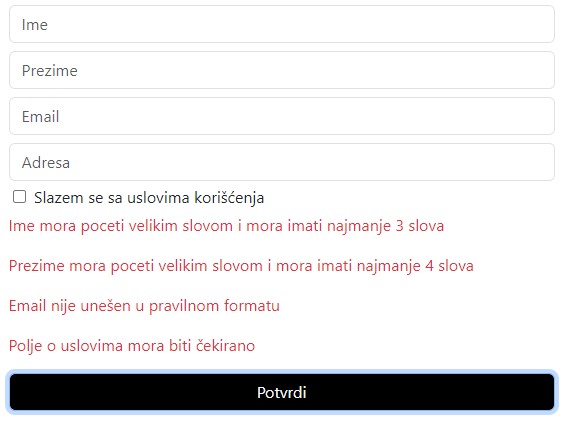 Ime
Prezime
Email
Adresa
Slazem se sa uslovima korišćenja
Ime mora poceti velikim slovom i mora imati najmanje 3 slova
Prezime mora poceti velikim slovom i mora imati najmanje 4 slova
Email nije unešen u pravilnom formatu
Polje o uslovima mora biti čekirano
Potvrdi